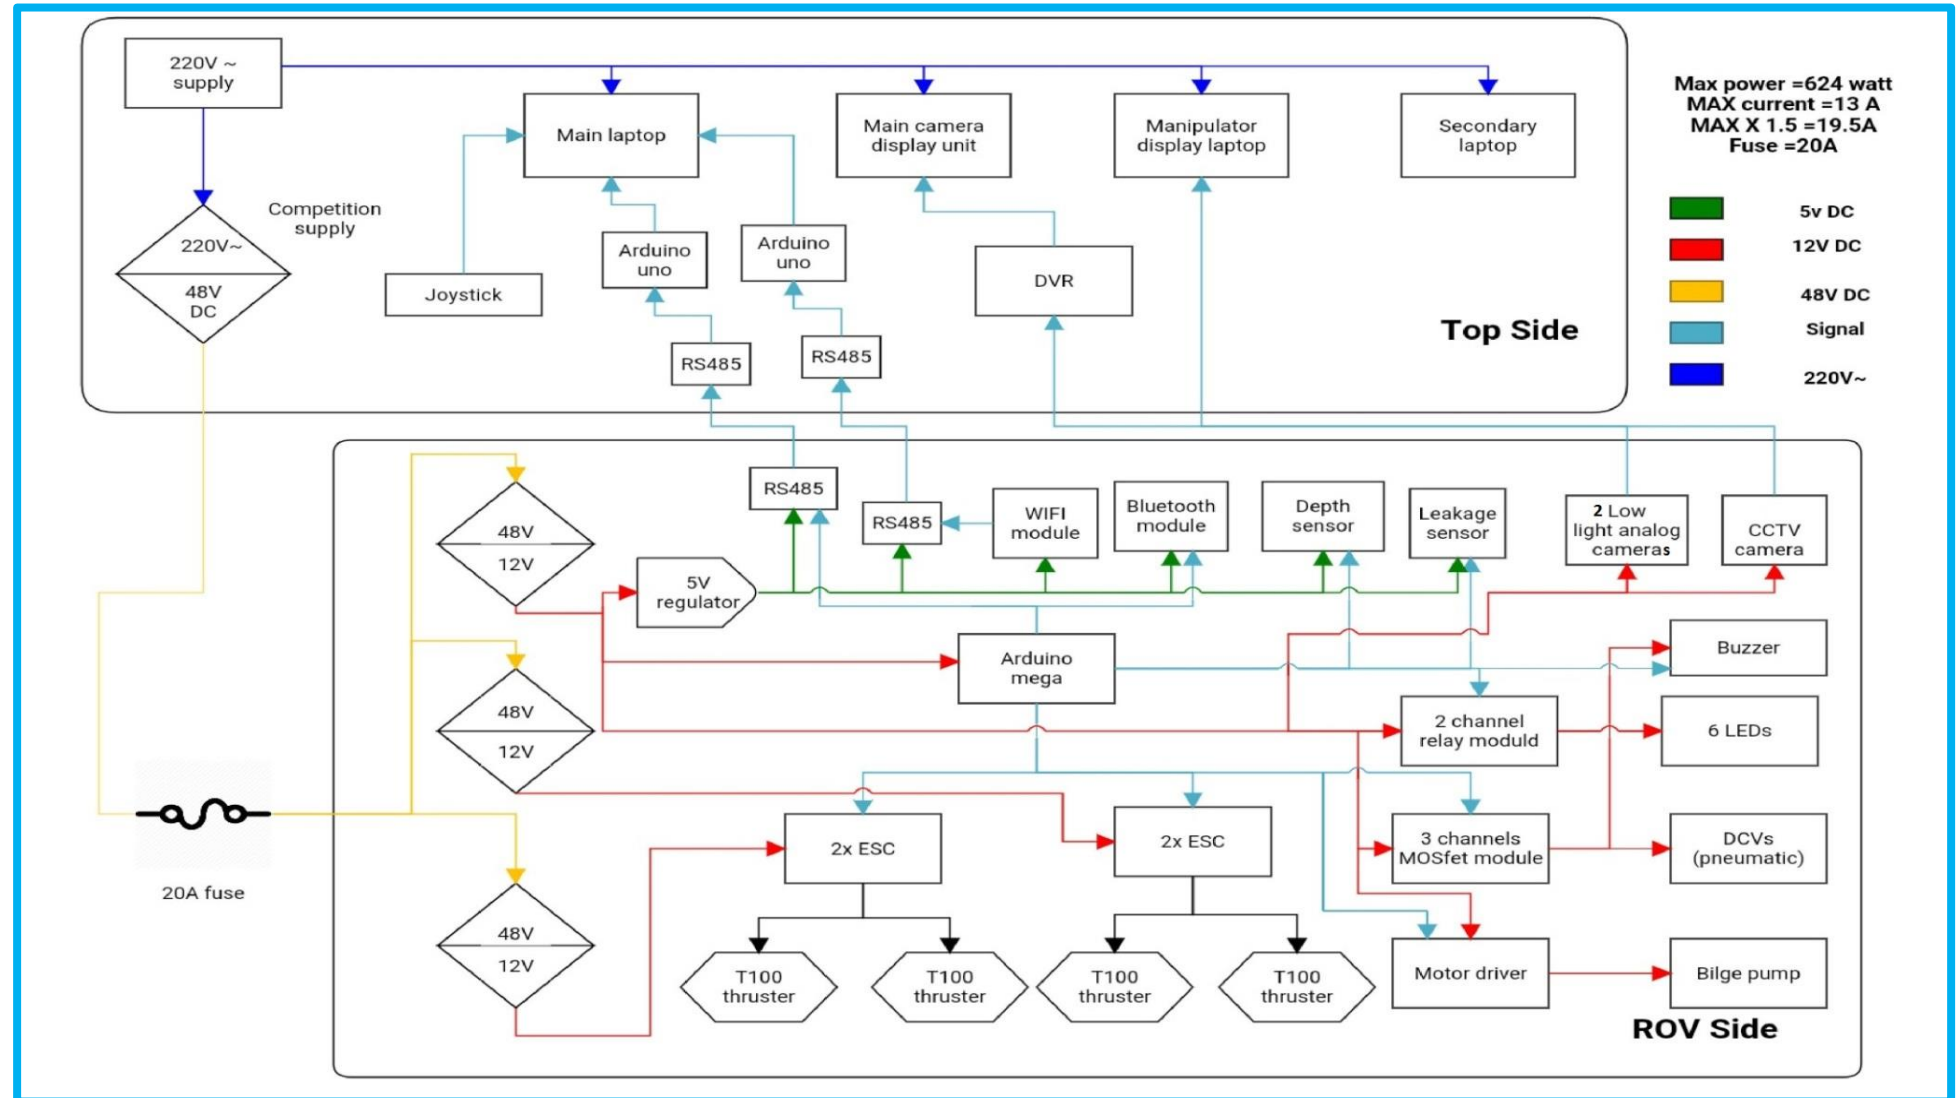 220V ~
supply
Main laptop
Main camera
display unit
Manipulator
display laptop
Secondary
laptop
Max power =624 watt
MAX current =13 A
MAX X 1.5 =19.5A
Fuse =20A
Competition
supply
220V~
48V
DC
Joystick
Arduino
uno
Arduino
uno
DVR
RS485
RS485
Top Side
5v DC
12V DC
48V DC
Signal
220V~
48V
12V
RS485
RS485
WIFI
module
Bluetooth
module
Depth
sensor
Leakage
sensor
2 Low
light analog
cameras
CCTV
camera
5V
regulator
Arduino
mega
Buzzer
48V
12V
2 channel
relay moduld
6 LEDs
2x ESC
2x ESC
3 channels
MOSfet module
DCVs
(pneumatic)
20A fuse
48V
12V
T100
thruster
T100
thruster
T100
thruster
T100
thruster
Motor driver
Bilge pump
ROV Side